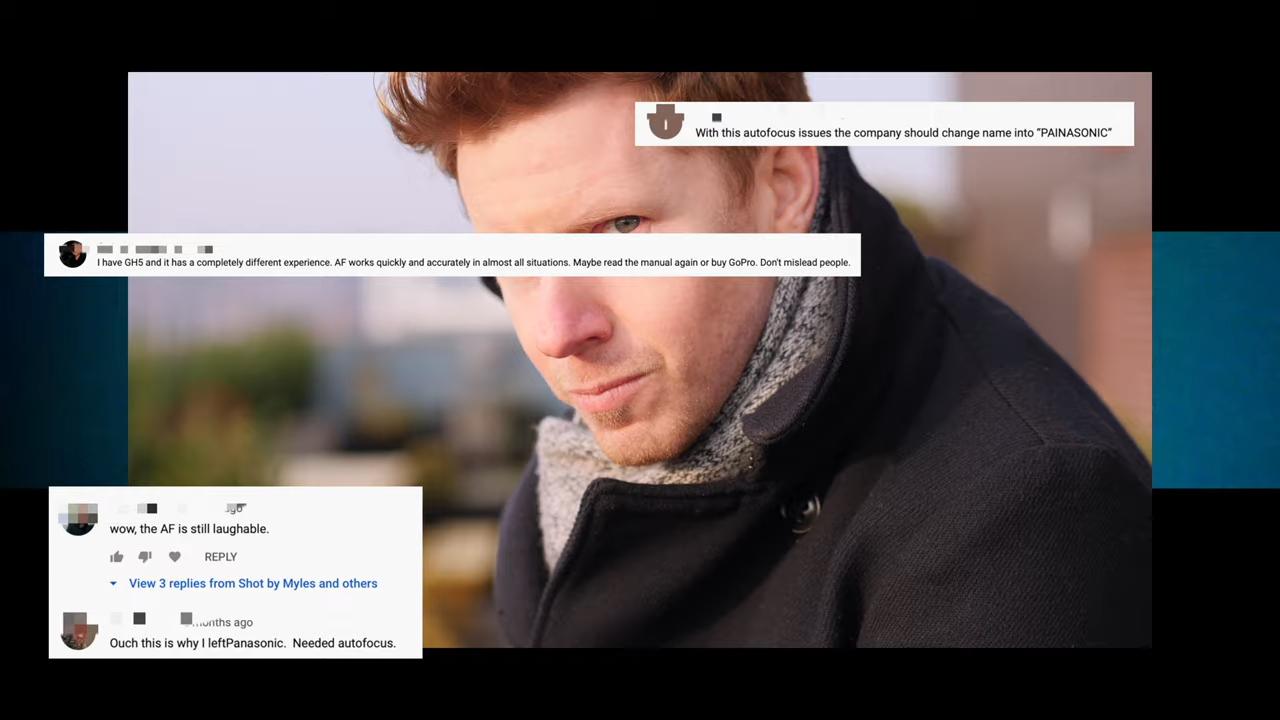 With this autofocus issues the company should change name into “PAINASONIC”
I have GH5 and it has a completely different experience. AF works quickly and accurately in almost all situations. Maybe read the manual again or buy GoPro. Don't mislead people.
ago
wow, the AF is still laughable.
REPLY
View 3 replies from Shot by Myles and others
months ago
Ouch this is why I leftPanasonic. Needed autofocus.